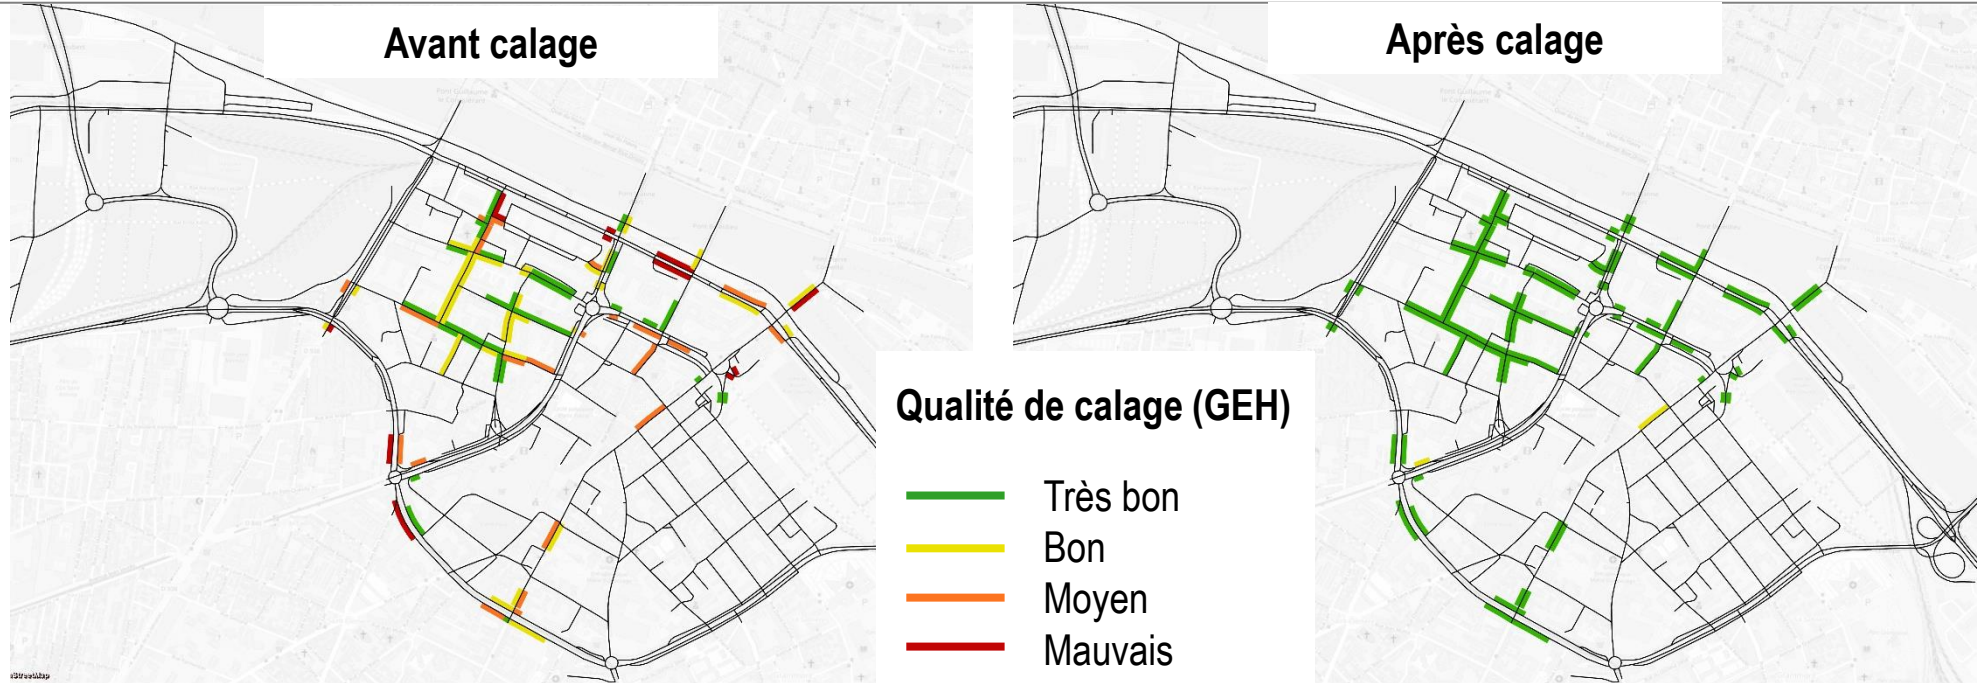 Avant calage
Après calage
Qualité de calage (GEH)
Très bon
Bon
Moyen
Mauvais